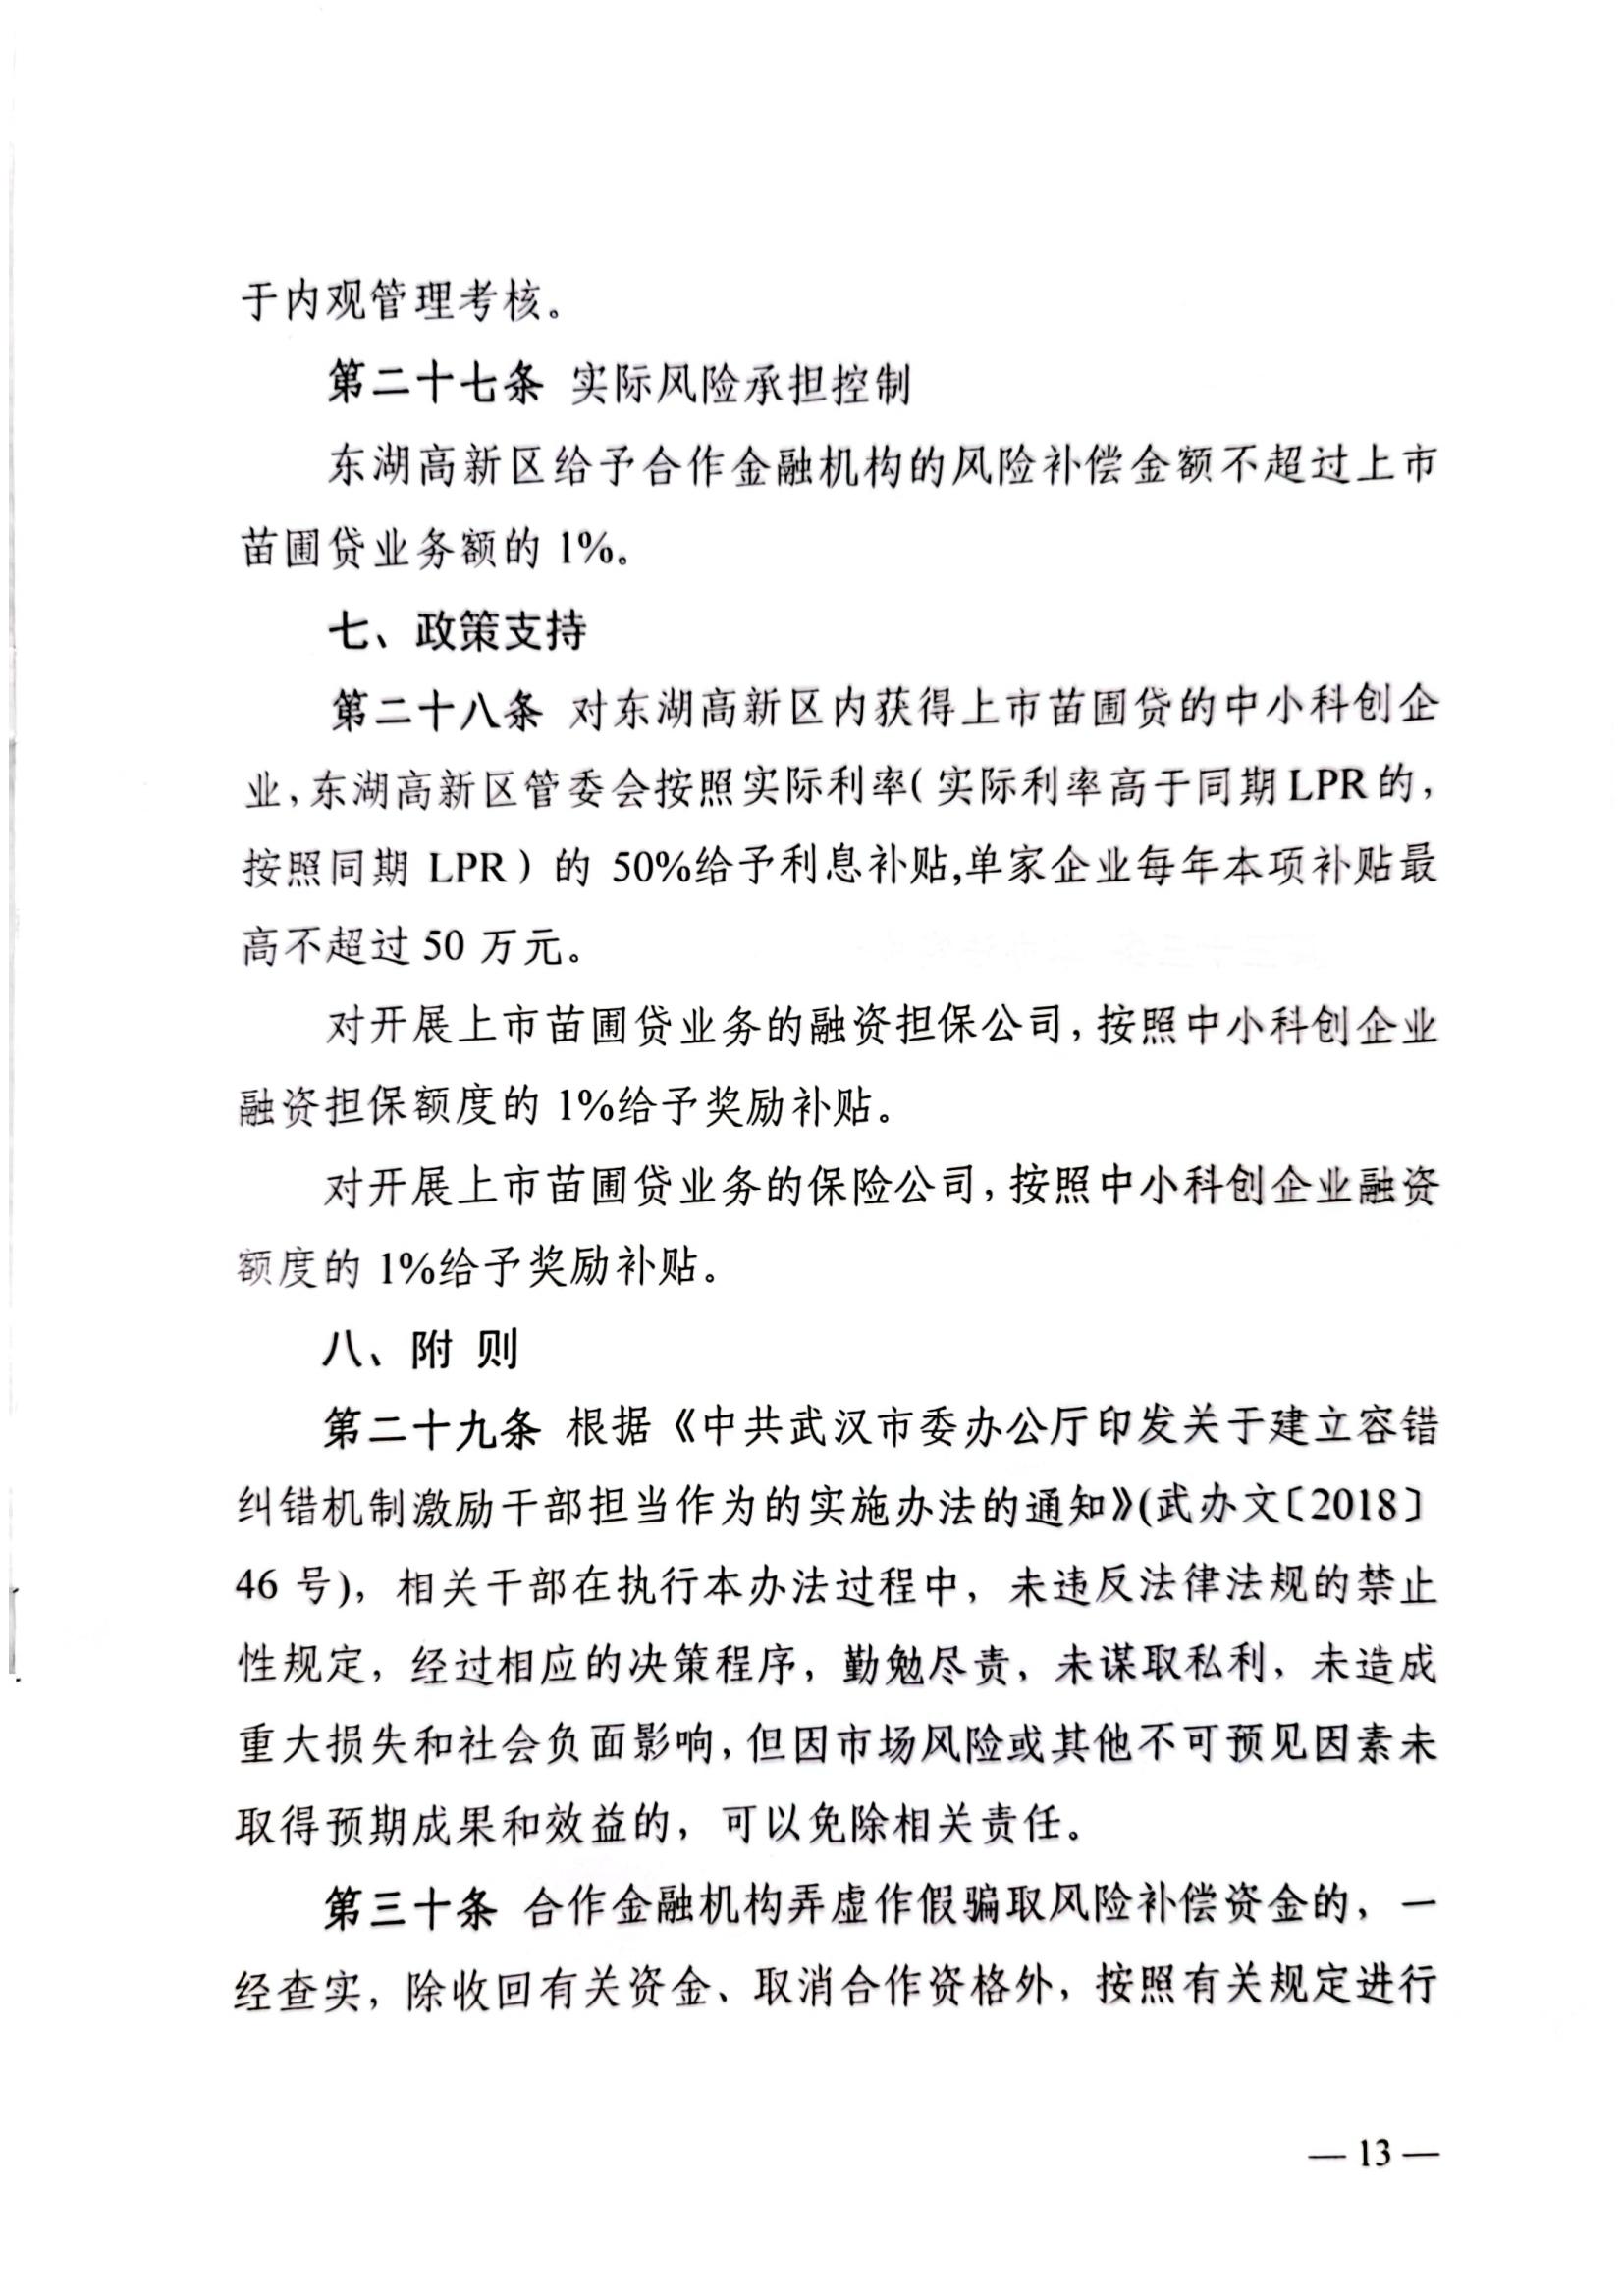 于内观管理考核。
第二十七条 实际风险承担控制
东湖高新区给予合作金融机构的风险补偿金额不超过上市
苗圃贷业务额的 1%。
七、政策支持
第二十八条 对东湖高新区内获得上市苗圃贷的中小科创企
业,东湖高新区管委会按照实际利率(实际利率高于同期LPR的,
按照同期 LPR）的 50%给予利息补贴,单家企业每年本项补贴最
高不超过 50 万元。
对开展上市苗圃贷业务的融资担保公司,按照中小科创企业
融资担保额度的 1%给予奖励补贴。
对开展上市苗圃贷业务的保险公司,按照中小科创企业融资
额度的 1%给予奖励补贴。
八、附 则
第二十九条 根据《中共武汉市委办公厅印发关于建立容错
纠错机制激励干部担当作为的实施办法的通知》(武办文〔2018〕
46 号)，相关干部在执行本办法过程中，未违反法律法规的禁止
性规定，经过相应的决策程序，勤勉尽责，未谋取私利，未造成
重大损失和社会负面影响,但因市场风险或其他不可预见因素未
取得预期成果和效益的，可以免除相关责任。
第三十条 合作金融机构弄虚作假骗取风险补偿资金的，一
经查实，除收回有关资金、取消合作资格外，按照有关规定进行
— 13 —